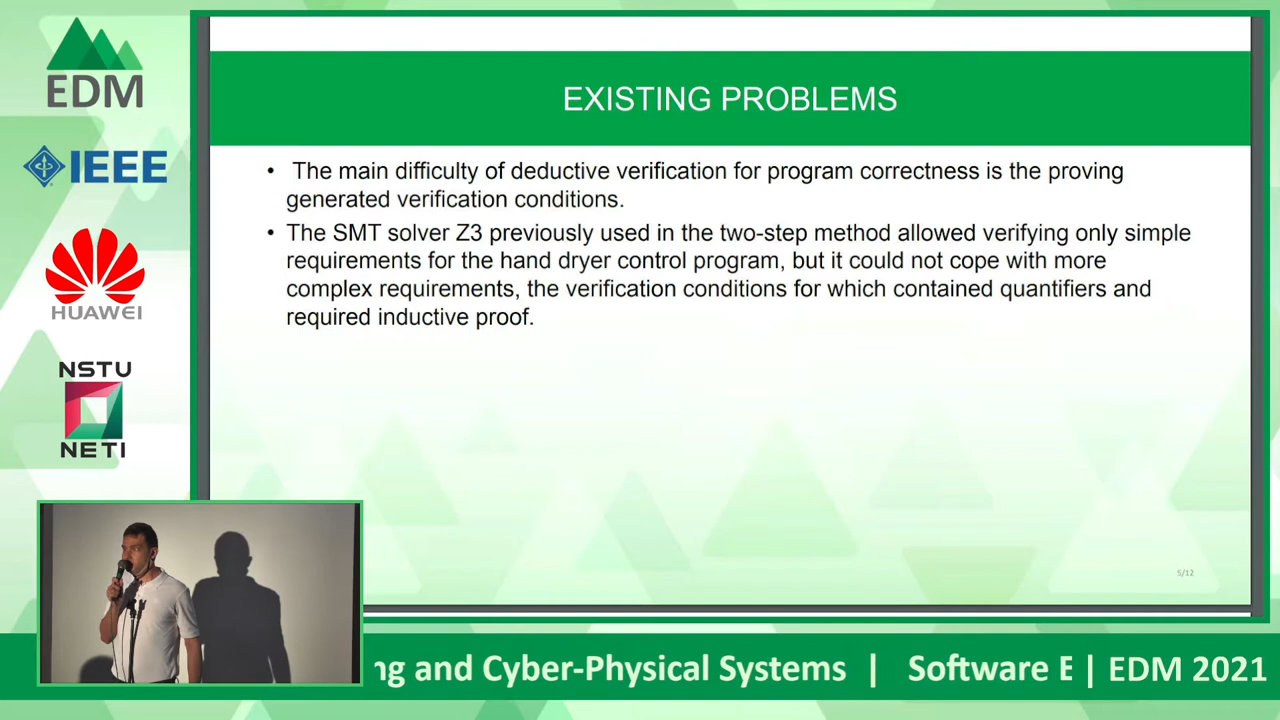 EDM
IEEE
HUAWEI
NSTU
NETI
EXISTING PROBLEMS
• The main difficulty of deductive verification for program correctness is the proving
generated verification conditions.
• The SMT solver Z3 previously used in the two-step method allowed verifying only simple
requirements for the hand dryer control program, but it could not cope with more
complex requirements, the verification conditions for which contained quantifiers and
required inductive proof.
5/12
ng and Cyber-Physical Systems | Software E | EDM 2021